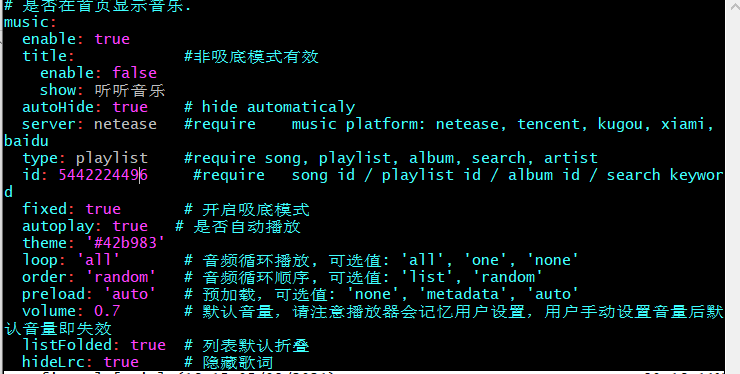 # 是否在首页显示音乐.
music:
  enable: true
  title:            #非吸底模式有效
    enable: false
    show: 听听音乐
  autoHide: true    # hide automaticaly
  server: netease   #require    music platform: netease, tencent, kugou, xiami,
baidu
  type: playlist    #require song, playlist, album, search, artist
  id: 5442224496     #require   song id / playlist id / album id / search keywor
d
  fixed: true       # 开启吸底模式
  autoplay: true   # 是否自动播放
  theme: '#42b983'
  loop: 'all'       # 音频循环播放, 可选值: 'all', 'one', 'none'
  order: 'random'   # 音频循环顺序, 可选值: 'list', 'random'
  preload: 'auto'   # 预加载，可选值: 'none', 'metadata', 'auto'
  volume: 0.7       # 默认音量，请注意播放器会记忆用户设置，用户手动设置音量后默
认音量即失效
  listFolded: true  # 列表默认折叠
  hideLrc: true     # 隐藏歌词